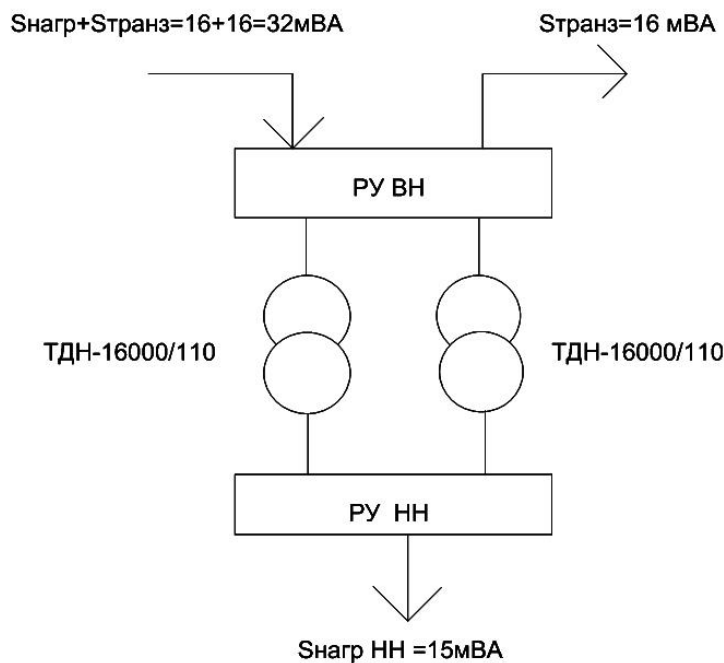 Sнагр+Sтранз=16+16=32мВА
Sтранз=16 мВА
РУ ВН
ТДН-16000/110
ТДН-16000/110
РУ НН
Sнагр НН =15мВА